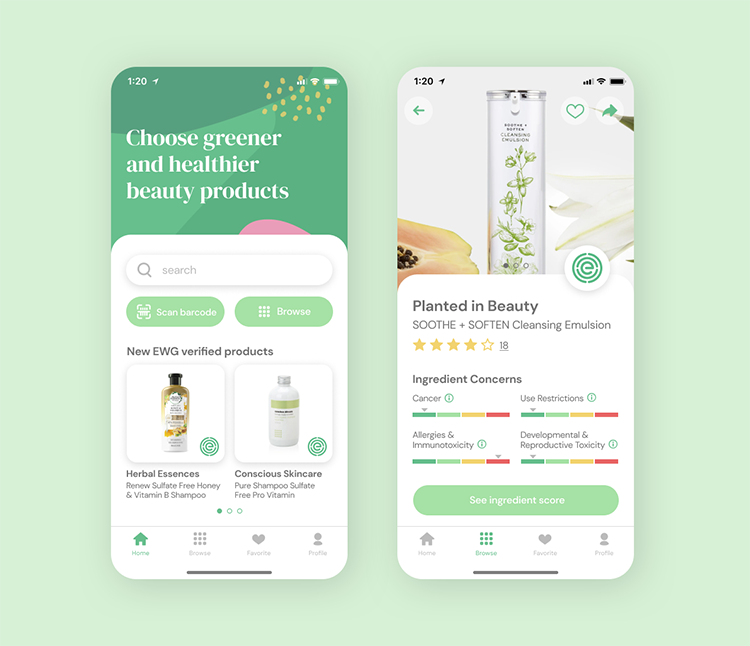 1:20
Choose greener
and healthier
beauty products
search
Scan barcode
Browse
New EWG verified products
Herbal Essences
Renew Sulfate Free Honey
& Vitamin B Shampoo
Conscious Skincare
Pure Shampoo Sulfate
Free Pro Vitamin
Home
Browse
Favorite
Profile
1:20
SOOTHE +
SOFTEN
CLEANSING
EMULSION
Planted in Beauty
SOOTHE + SOFTEN Cleansing Emulsion
18
Ingredient Concerns
Cancer
Use Restrictions
Allergies &
Immunotoxicity
Developmental &
Reproductive Toxicity
See ingredient score
Home
Browse
Favorite
Profile